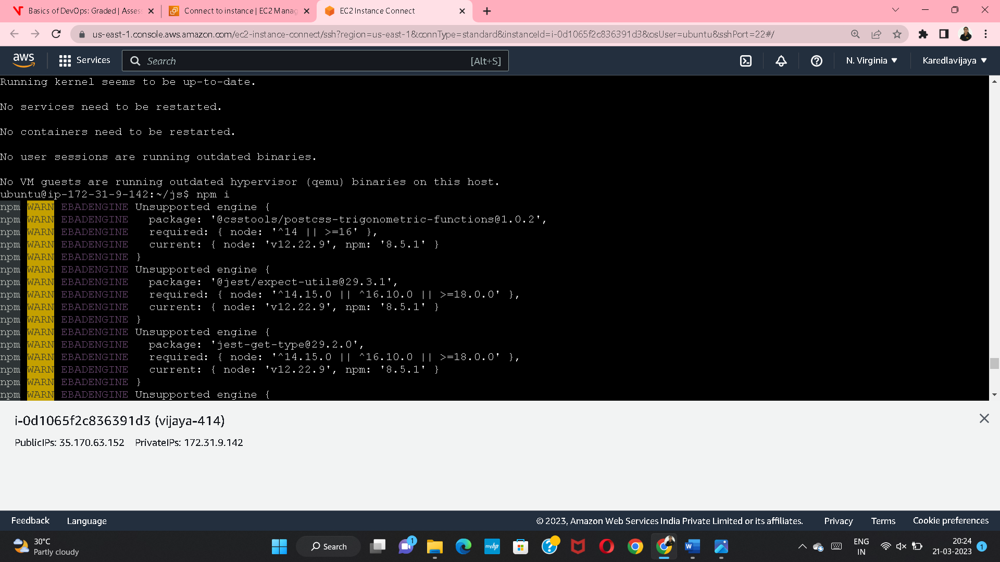 Basics of DevOps: Graded | Asses
Connect to instance | EC2 Manag
EC2 Instance Connect
us-east-1.console.aws.amazon.com/ec2-instance-connect/ssh?region=us-east-1&connType=standard&instanceId=i-0d1065f2c836391d3&osUser=ubuntu&sshPort=22#/
aws Services Search [Alt+S] N. Virginia ▼ Karedlavijaya ▼
Running kernel seems to be up-to-date.
No services need to be restarted.
No containers need to be restarted.
No user sessions are running outdated binaries.
No VM guests are running outdated hypervisor (qemu) binaries on this host.
ubuntu@ip-172-31-9-142:~/js$ npm i
npm WARN EBADENGINE Unsupported engine {
npm WARN EBADENGINE   package: '@csstools/postcss-trigonometric-functions@1.0.2',
npm WARN EBADENGINE   required: { node: '^14 || >=16' },
npm WARN EBADENGINE   current: { node: 'v12.22.9', npm: '8.5.1' }
npm WARN EBADENGINE }
npm WARN EBADENGINE Unsupported engine {
npm WARN EBADENGINE   package: '@jest/expect-utils@29.3.1',
npm WARN EBADENGINE   required: { node: '^14.15.0 || ^16.10.0 || >=18.0.0' },
npm WARN EBADENGINE   current: { node: 'v12.22.9', npm: '8.5.1' }
npm WARN EBADENGINE }
npm WARN EBADENGINE Unsupported engine {
npm WARN EBADENGINE   package: 'jest-get-type@29.2.0',
npm WARN EBADENGINE   required: { node: '^14.15.0 || ^16.10.0 || >=18.0.0' },
npm WARN EBADENGINE   current: { node: 'v12.22.9', npm: '8.5.1' }
npm WARN EBADENGINE }
npm WARN EBADENGINE Unsupported engine {
i-0d1065f2c836391d3 (vijaya-414)
PublicIPs: 35.170.63.152 PrivateIPs: 172.31.9.142
Feedback Language © 2023, Amazon Web Services India Private Limited or its affiliates. Privacy Terms Cookie preferences
30°C
Partly cloudy
Search
1
myhp
W
ENG
IN
20:24
21-03-2023
1